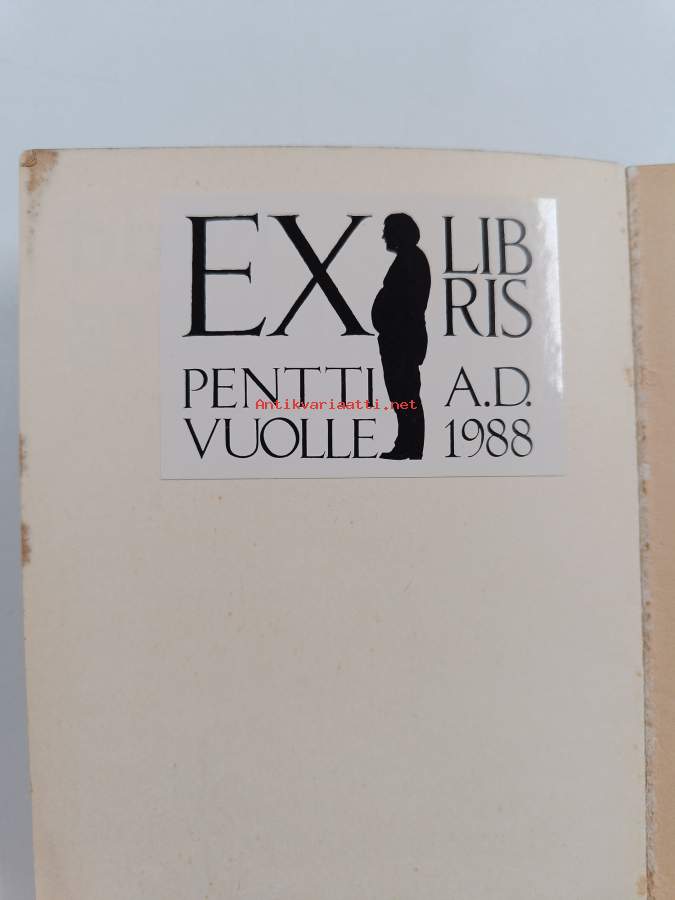 EX LIB
RIS
PENTTI A.D.
Antikvariaatti.net
VUOLLE 1988